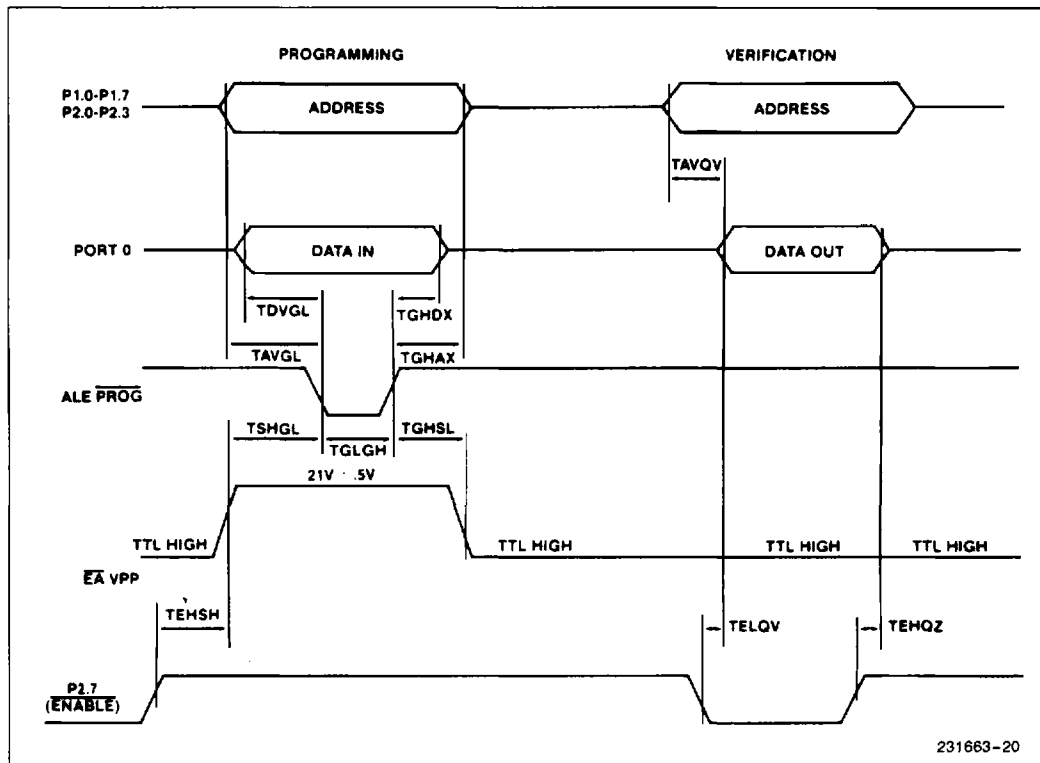 PROGRAMMING
VERIFICATION
P1.0-P1.7
P2.0-P2.3
ADDRESS
ADDRESS
TAVQV
PORT 0
DATA IN
DATA OUT
TDVGL
TGHDX
TAVGL
TGHAX
ALE PROG
TSHGL
TGLGH
TGHSL
21V .5V
TTL HIGH
TTL HIGH
TTL HIGH
TTL HIGH
EA VPP
TEHSH
TELQV
TEHQZ
P2.7
(ENABLE)
231663-20